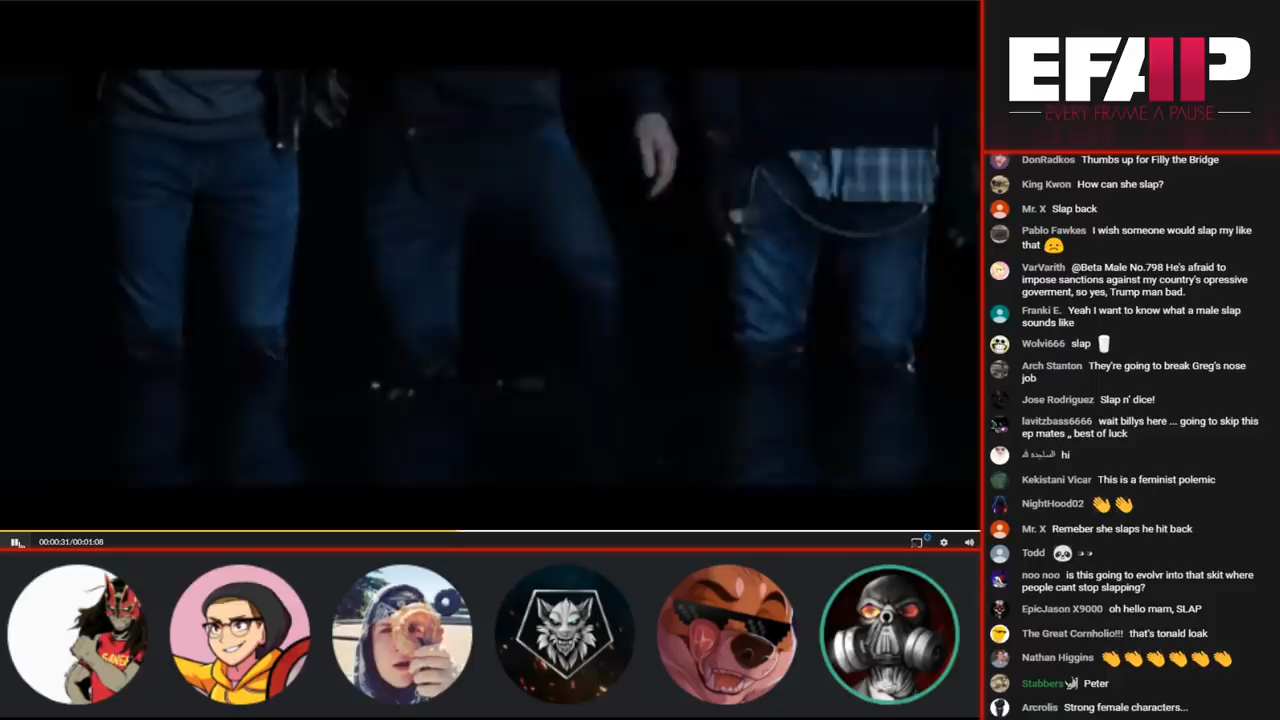 EFAP
EVERY FRAME A PAUSE
DonRadkos Thumbs up for Filly the Bridge
King Kwon How can she slap?
Mr. X Slap back
Pablo Fawkes I wish someone would slap my like
that
VarVarith @Beta Male No.798 He's afraid to
impose sanctions against my country's opressive
goverment, so yes, Trump man bad.
Franki E. Yeah I want to know what a male slap
sounds like
Wolvi666 slap
Arch Stanton They're going to break Greg's nose
job
Jose Rodriguez Slap n' dice!
lavitzbass6666 wait billys here ... going to skip this
ep mates ,, best of luck
hi
Kekistani Vicar This is a feminist polemic
NightHood02 👏👏
Mr. X Remeber she slaps he hit back
Todd
noo noo is this going to evolvr into that skit where
people cant stop slapping?
EpicJason X9000 oh hello mam, SLAP
The Great Cornholio!!! that's tonald loak
Nathan Higgins 👏👏👏👏👏👏
Stabbers Peter
Arcrolis Strong female characters...
00:00:31/00:01:08